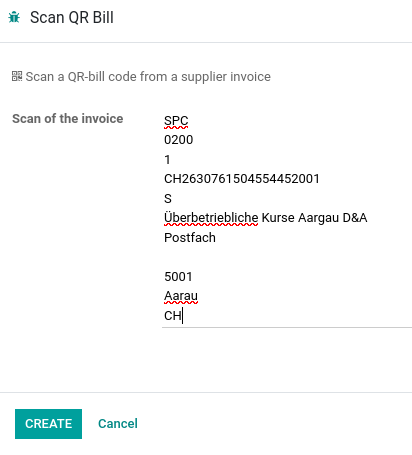 Scan QR Bill
Scan a QR-bill code from a supplier invoice
Scan of the invoice
SPC
0200
1
CH2630761504554452001
S
Überbetriebliche Kurse Aargau D&A
Postfach
5001
Aarau
CH
CREATE
Cancel